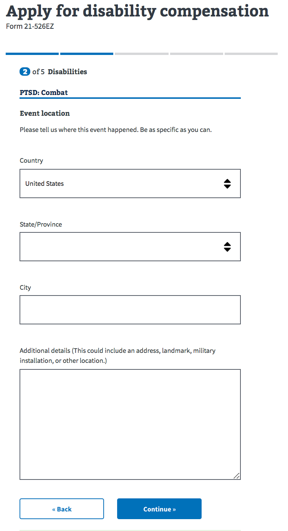 Apply for disability compensation
Form 21-526EZ
2 of 5 Disabilities
PTSD: Combat
Event location
Please tell us where this event happened. Be as specific as you can.
Country
United States
State/Province
City
Additional details (This could include an address, landmark, military
installation, or other location.)
« Back
Continue »